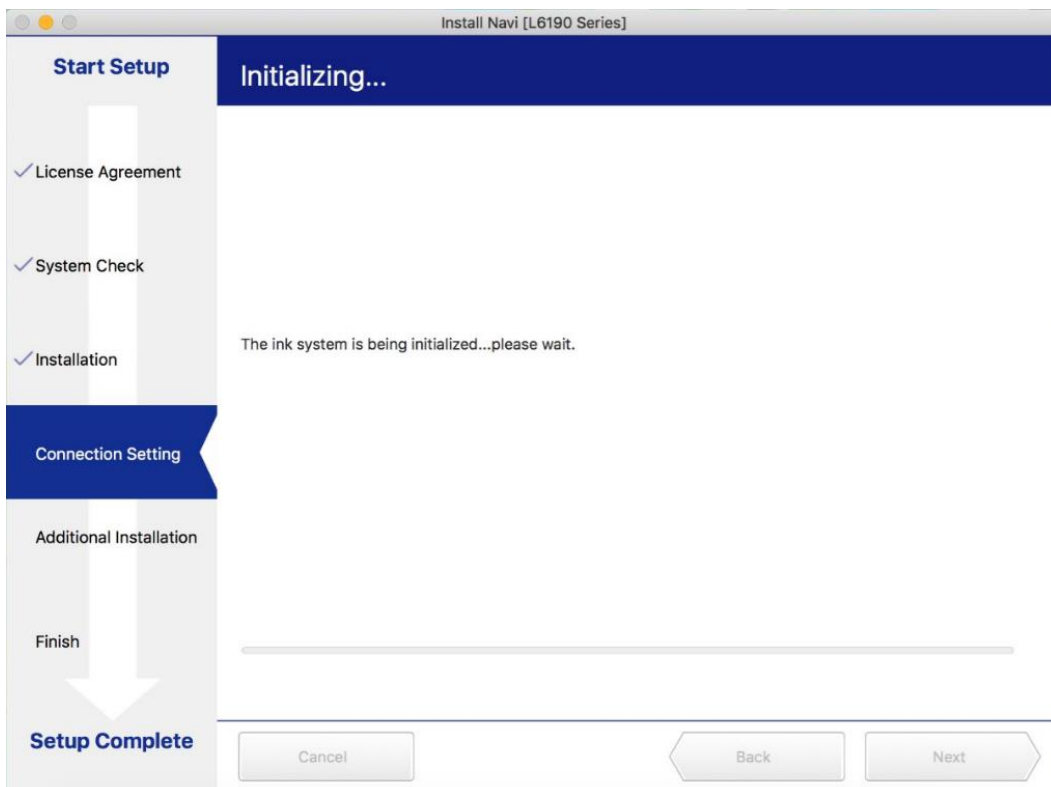 Install Navi [L6190 Series]
Start Setup
Initializing...
License Agreement
System Check
Installation
The ink system is being initialized...please wait.
Connection Setting
Additional Installation
Finish
Setup Complete
Cancel
Back
Next